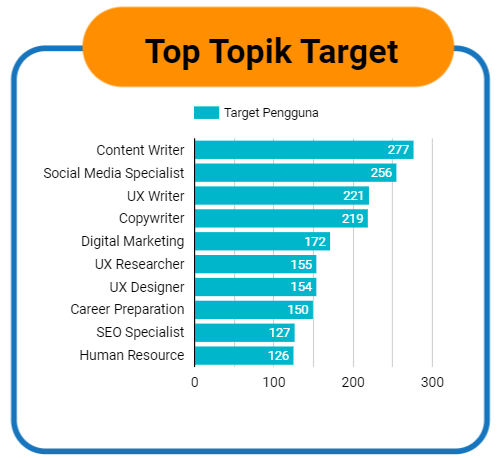 Top Topik Target
Target Pengguna
Content Writer 277
Social Media Specialist 256
UX Writer 221
Copywriter 219
Digital Marketing 172
UX Researcher 155
UX Designer 154
Career Preparation 150
SEO Specialist 127
Human Resource 126
0 100 200 300